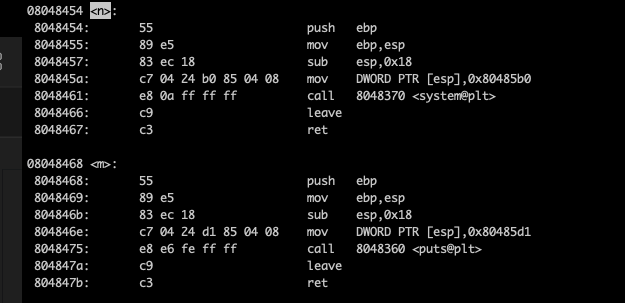 08048454 <n>:
 8048454:       55                      push   ebp
 8048455:       89 e5                   mov    ebp,esp
 8048457:       83 ec 18                sub    esp,0x18
 804845a:       c7 04 24 b0 85 04 08    mov    DWORD PTR [esp],0x80485b0
 8048461:       e8 0a ff ff ff          call   8048370 <system@plt>
 8048466:       c9                      leave
 8048467:       c3                      ret

08048468 <m>:
 8048468:       55                      push   ebp
 8048469:       89 e5                   mov    ebp,esp
 804846b:       83 ec 18                sub    esp,0x18
 804846e:       c7 04 24 d1 85 04 08    mov    DWORD PTR [esp],0x80485d1
 8048475:       e8 e6 fe ff ff          call   8048360 <puts@plt>
 804847a:       c9                      leave
 804847b:       c3                      ret